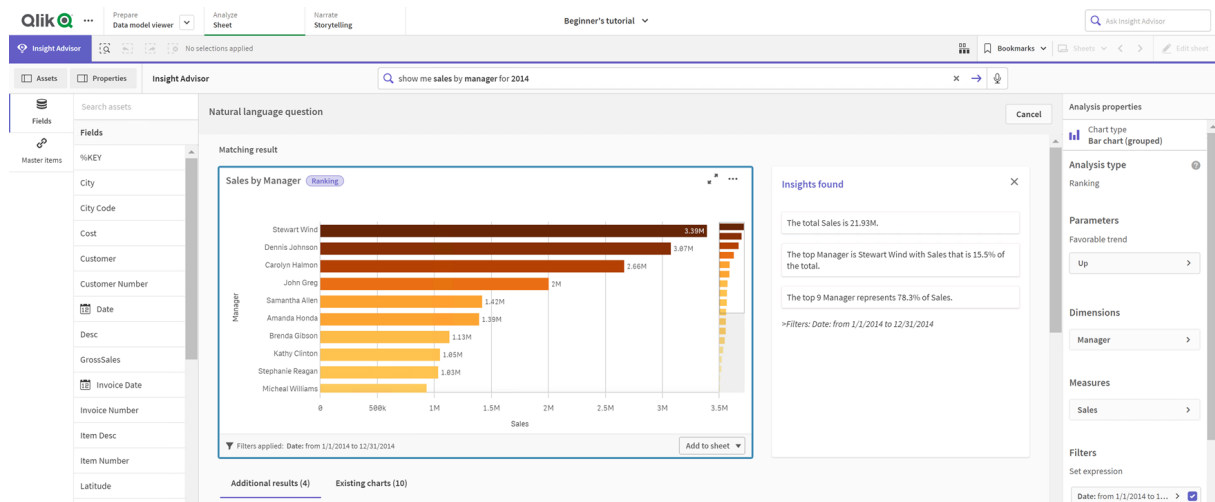 Qlik
Prepare
Data model viewer
Analyze
Sheet
Narrate
Storytelling
Beginner's tutorial
Ask Insight Advisor
Insight Advisor
No selections applied
Bookmarks
Sheets
Edit sheet
Assets
Properties
Insight Advisor
show me sales by manager for 2014
Fields
Master items
Search assets
Fields
%KEY
City
City Code
Cost
Customer
Customer Number
Date
Desc
GrossSales
Invoice Date
Invoice Number
Item Desc
Item Number
Latitude
Natural language question
Cancel
Matching result
Sales by Manager
Ranking
Manager
Stewart Wind
3.39M
Dennis Johnson
3.07M
Carolyn Halmon
2.66M
John Greg
2M
Samantha Allen
1.42M
Amanda Honda
1.39M
Brenda Gibson
1.13M
Kathy Clinton
1.05M
Stephanie Reagan
1.03M
Micheal Williams
0 500k 1M 1.5M 2M 2.5M 3M 3.5M
Sales
Filters applied: Date: from 1/1/2014 to 12/31/2014
Add to sheet
Additional results (4)
Existing charts (10)
Insights found
The total Sales is 21.93M.
The top Manager is Stewart Wind with Sales that is 15.5% of
the total.
The top 9 Manager represents 78.3% of Sales.
>Filters: Date: from 1/1/2014 to 12/31/2014
Analysis properties
Chart type
Bar chart (grouped)
Analysis type
Ranking
Parameters
Favorable trend
Up
Dimensions
Manager
Measures
Sales
Filters
Set expression
Date: from 1/1/2014 to 1...